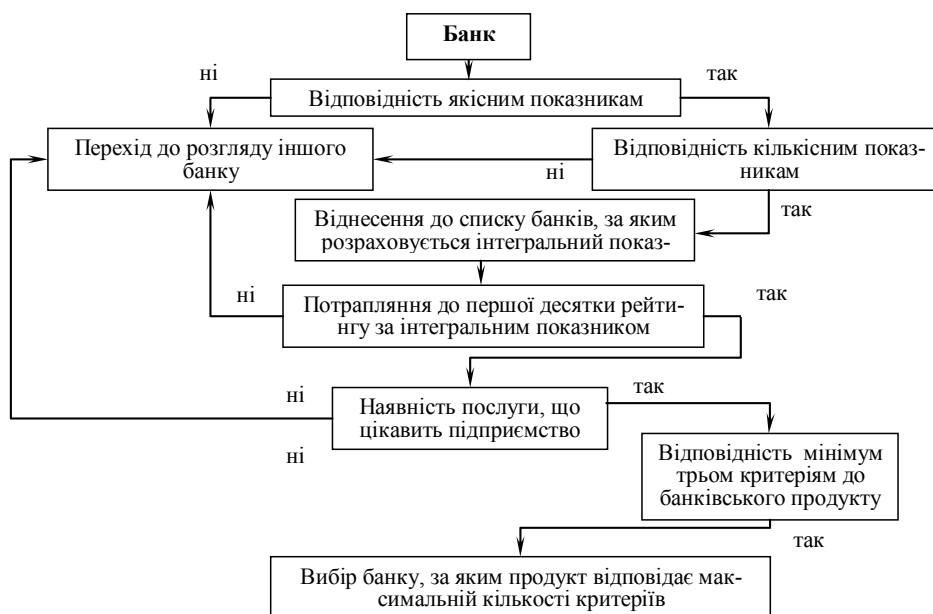 Банк
ні
так
Відповідність якісним показникам
Перехід до розгляду іншого
банку
Відповідність кількісним показ-
никам
ні
так
Віднесення до списку банків, за яким
розраховується інтегральний показ-
ні
так
Потрапляння до першої десятки рейти-
нгу за інтегральним показником
ні
так
Наявність послуги, що
цікавить підприємство
ні
Відповідність мінімум
трьом критеріям до
банківського продукту
так
Вибір банку, за яким продукт відповідає мак-
симальній кількості критеріїв